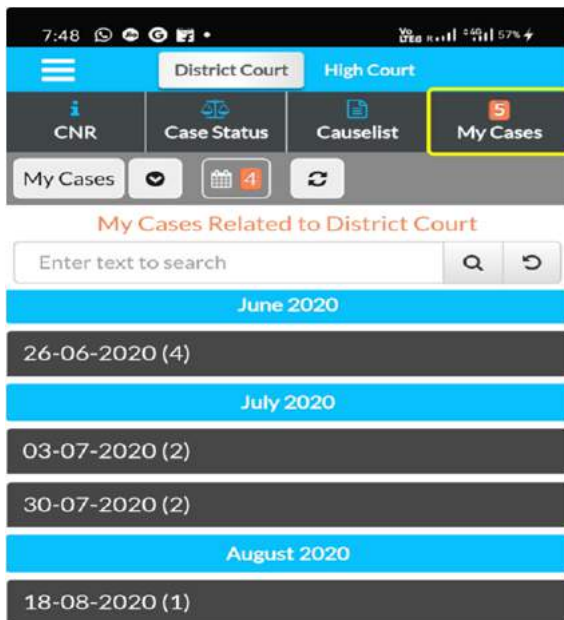 7:48
57%
District Court High Court
5
CNR Case Status Causelist My Cases
My Cases 4
My Cases Related to District Court
Enter text to search
June 2020
26-06-2020 (4)
July 2020
03-07-2020 (2)
30-07-2020 (2)
August 2020
18-08-2020 (1)